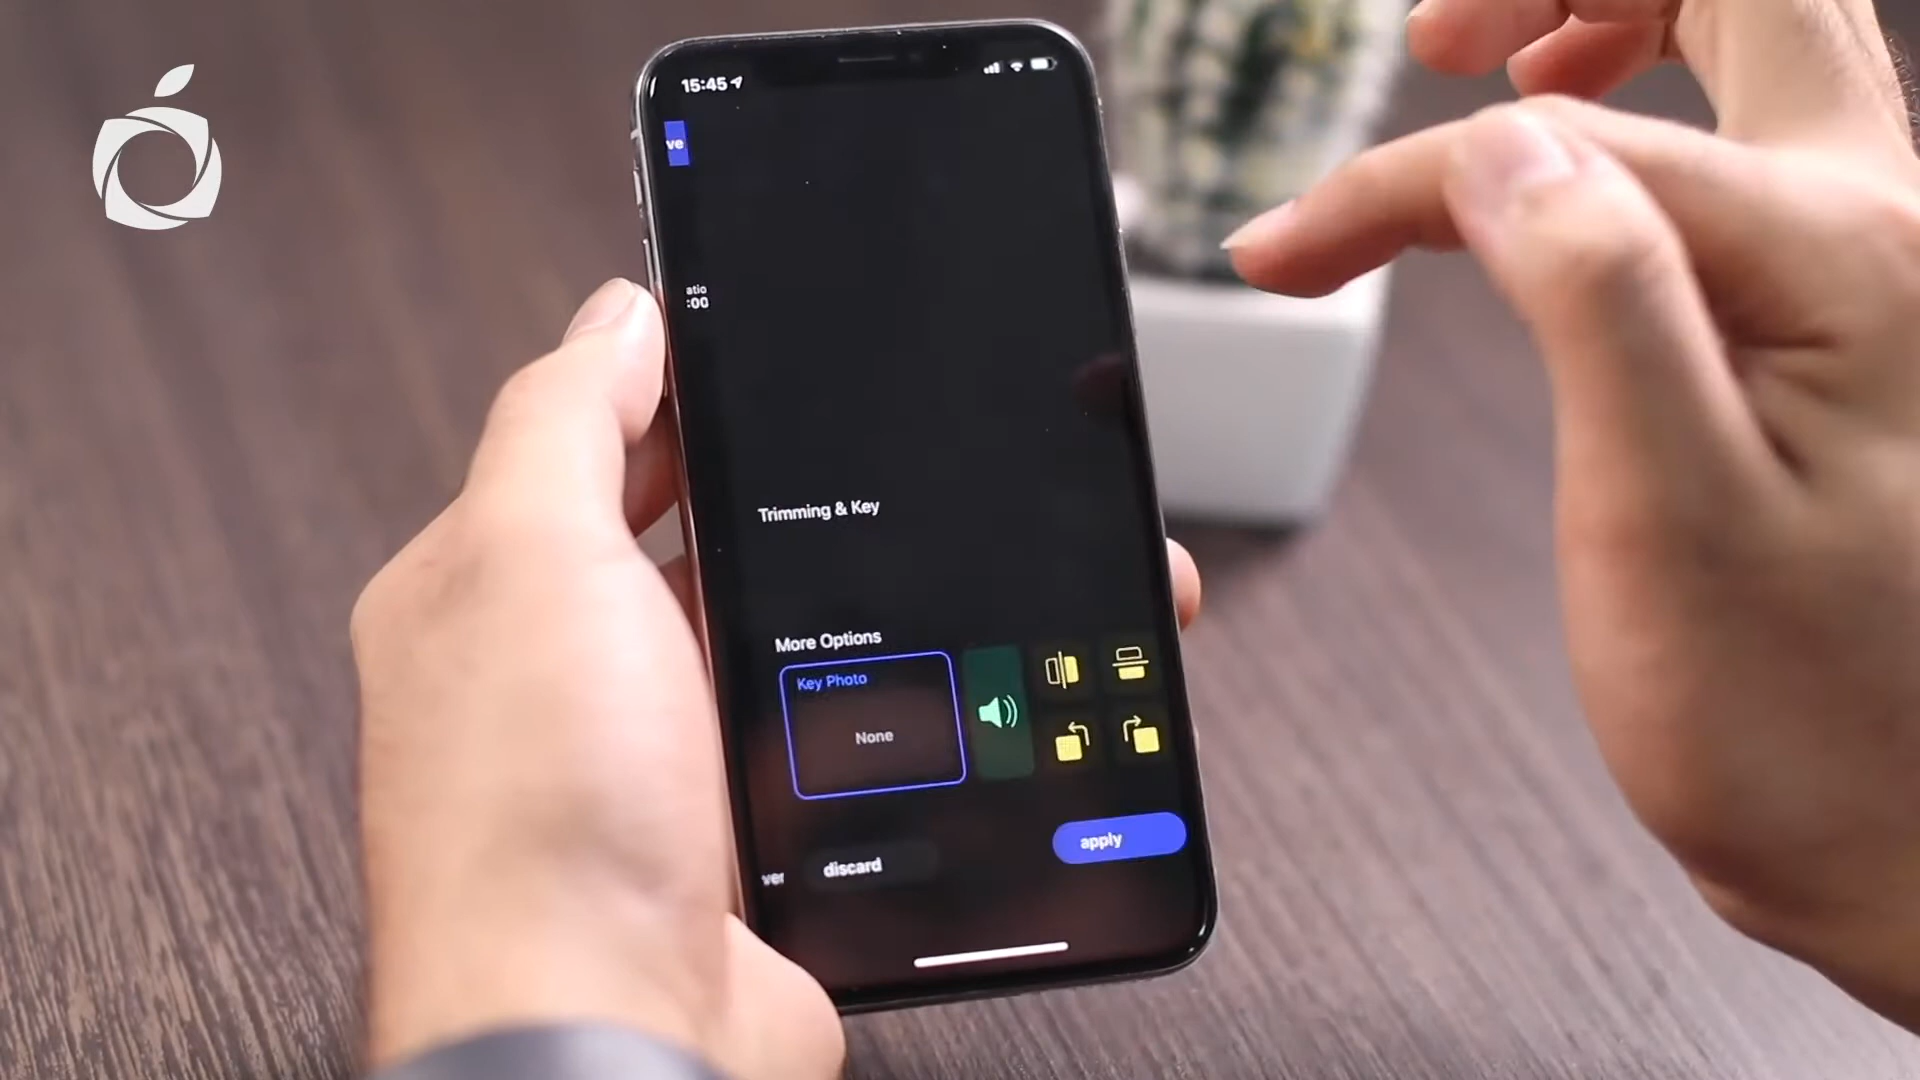 15:45
ve
atio
:00
Trimming & Key
More Options
Key Photo
None
ver
discard
apply